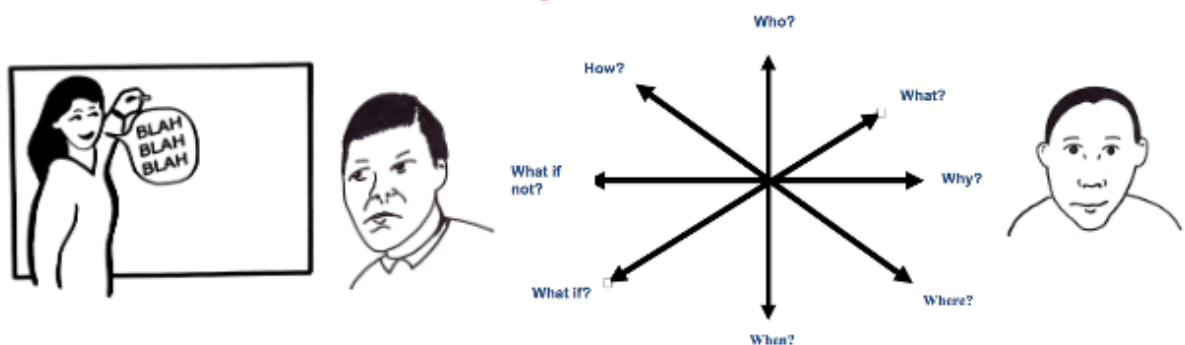 BLAH
BLAH
BLAH
Who?
How?
What?
What if
not?
Why?
What if?
Where?
When?